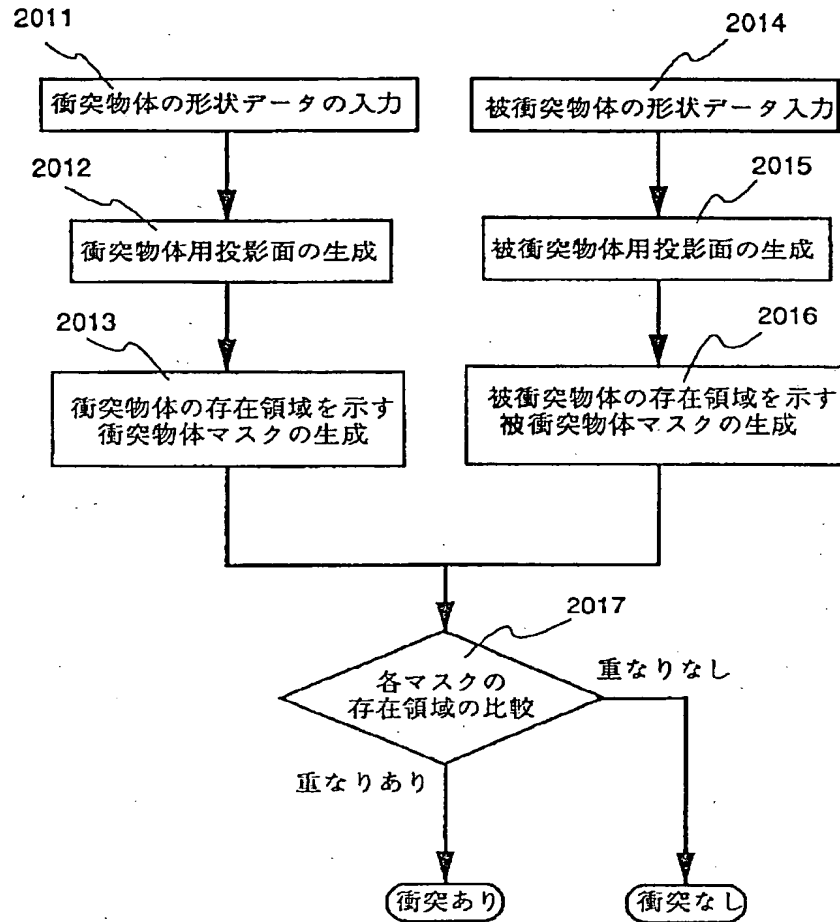 2011
衝突物体の形状データの入力
2012
衝突物体用投影面の生成
2013
衝突物体の存在領域を示す
衝突物体マスクの生成
2014
被衝突物体の形状データ入力
2015
被衝突物体用投影面の生成
2016
被衝突物体の存在領域を示す
被衝突物体マスクの生成
2017
各マスクの
存在領域の比較
重なりなし
重なりあり
衝突あり
衝突なし